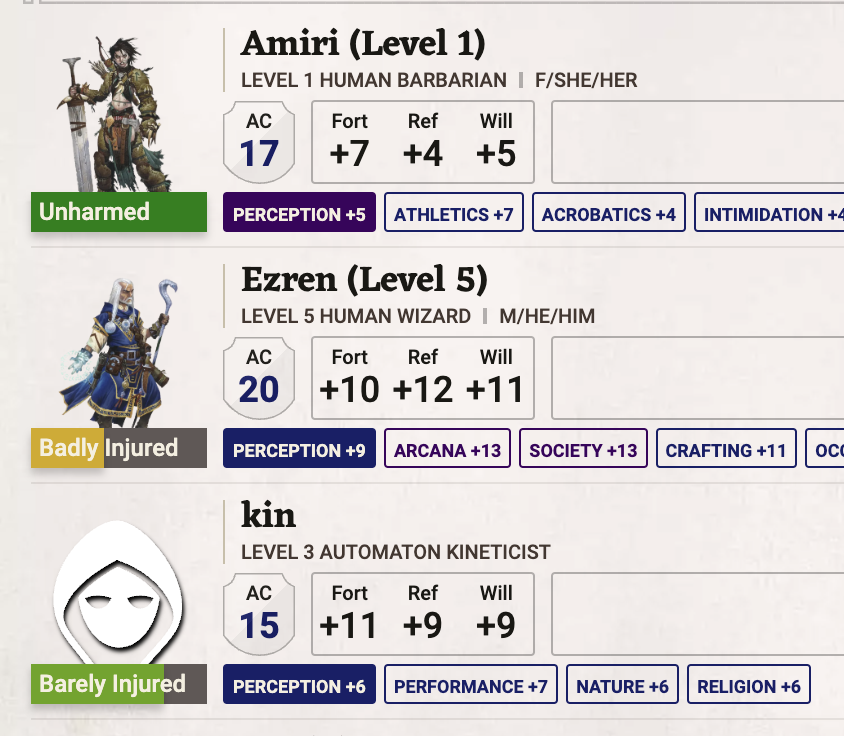 Amiri (Level 1)
LEVEL 1 HUMAN BARBARIAN | F/SHE/HER
AC Fort Ref Will
17 +7 +4 +5
Unharmed
PERCEPTION +5 ATHLETICS +7 ACROBATICS +4 INTIMIDATION +4
Ezren (Level 5)
LEVEL 5 HUMAN WIZARD | M/HE/HIM
AC Fort Ref Will
20 +10 +12 +11
Badly Injured
PERCEPTION +9 ARCANA +13 SOCIETY +13 CRAFTING +11 OCC
kin
LEVEL 3 AUTOMATON KINETICIST
AC Fort Ref Will
15 +11 +9 +9
Barely Injured
PERCEPTION +6 PERFORMANCE +7 NATURE +6 RELIGION +6